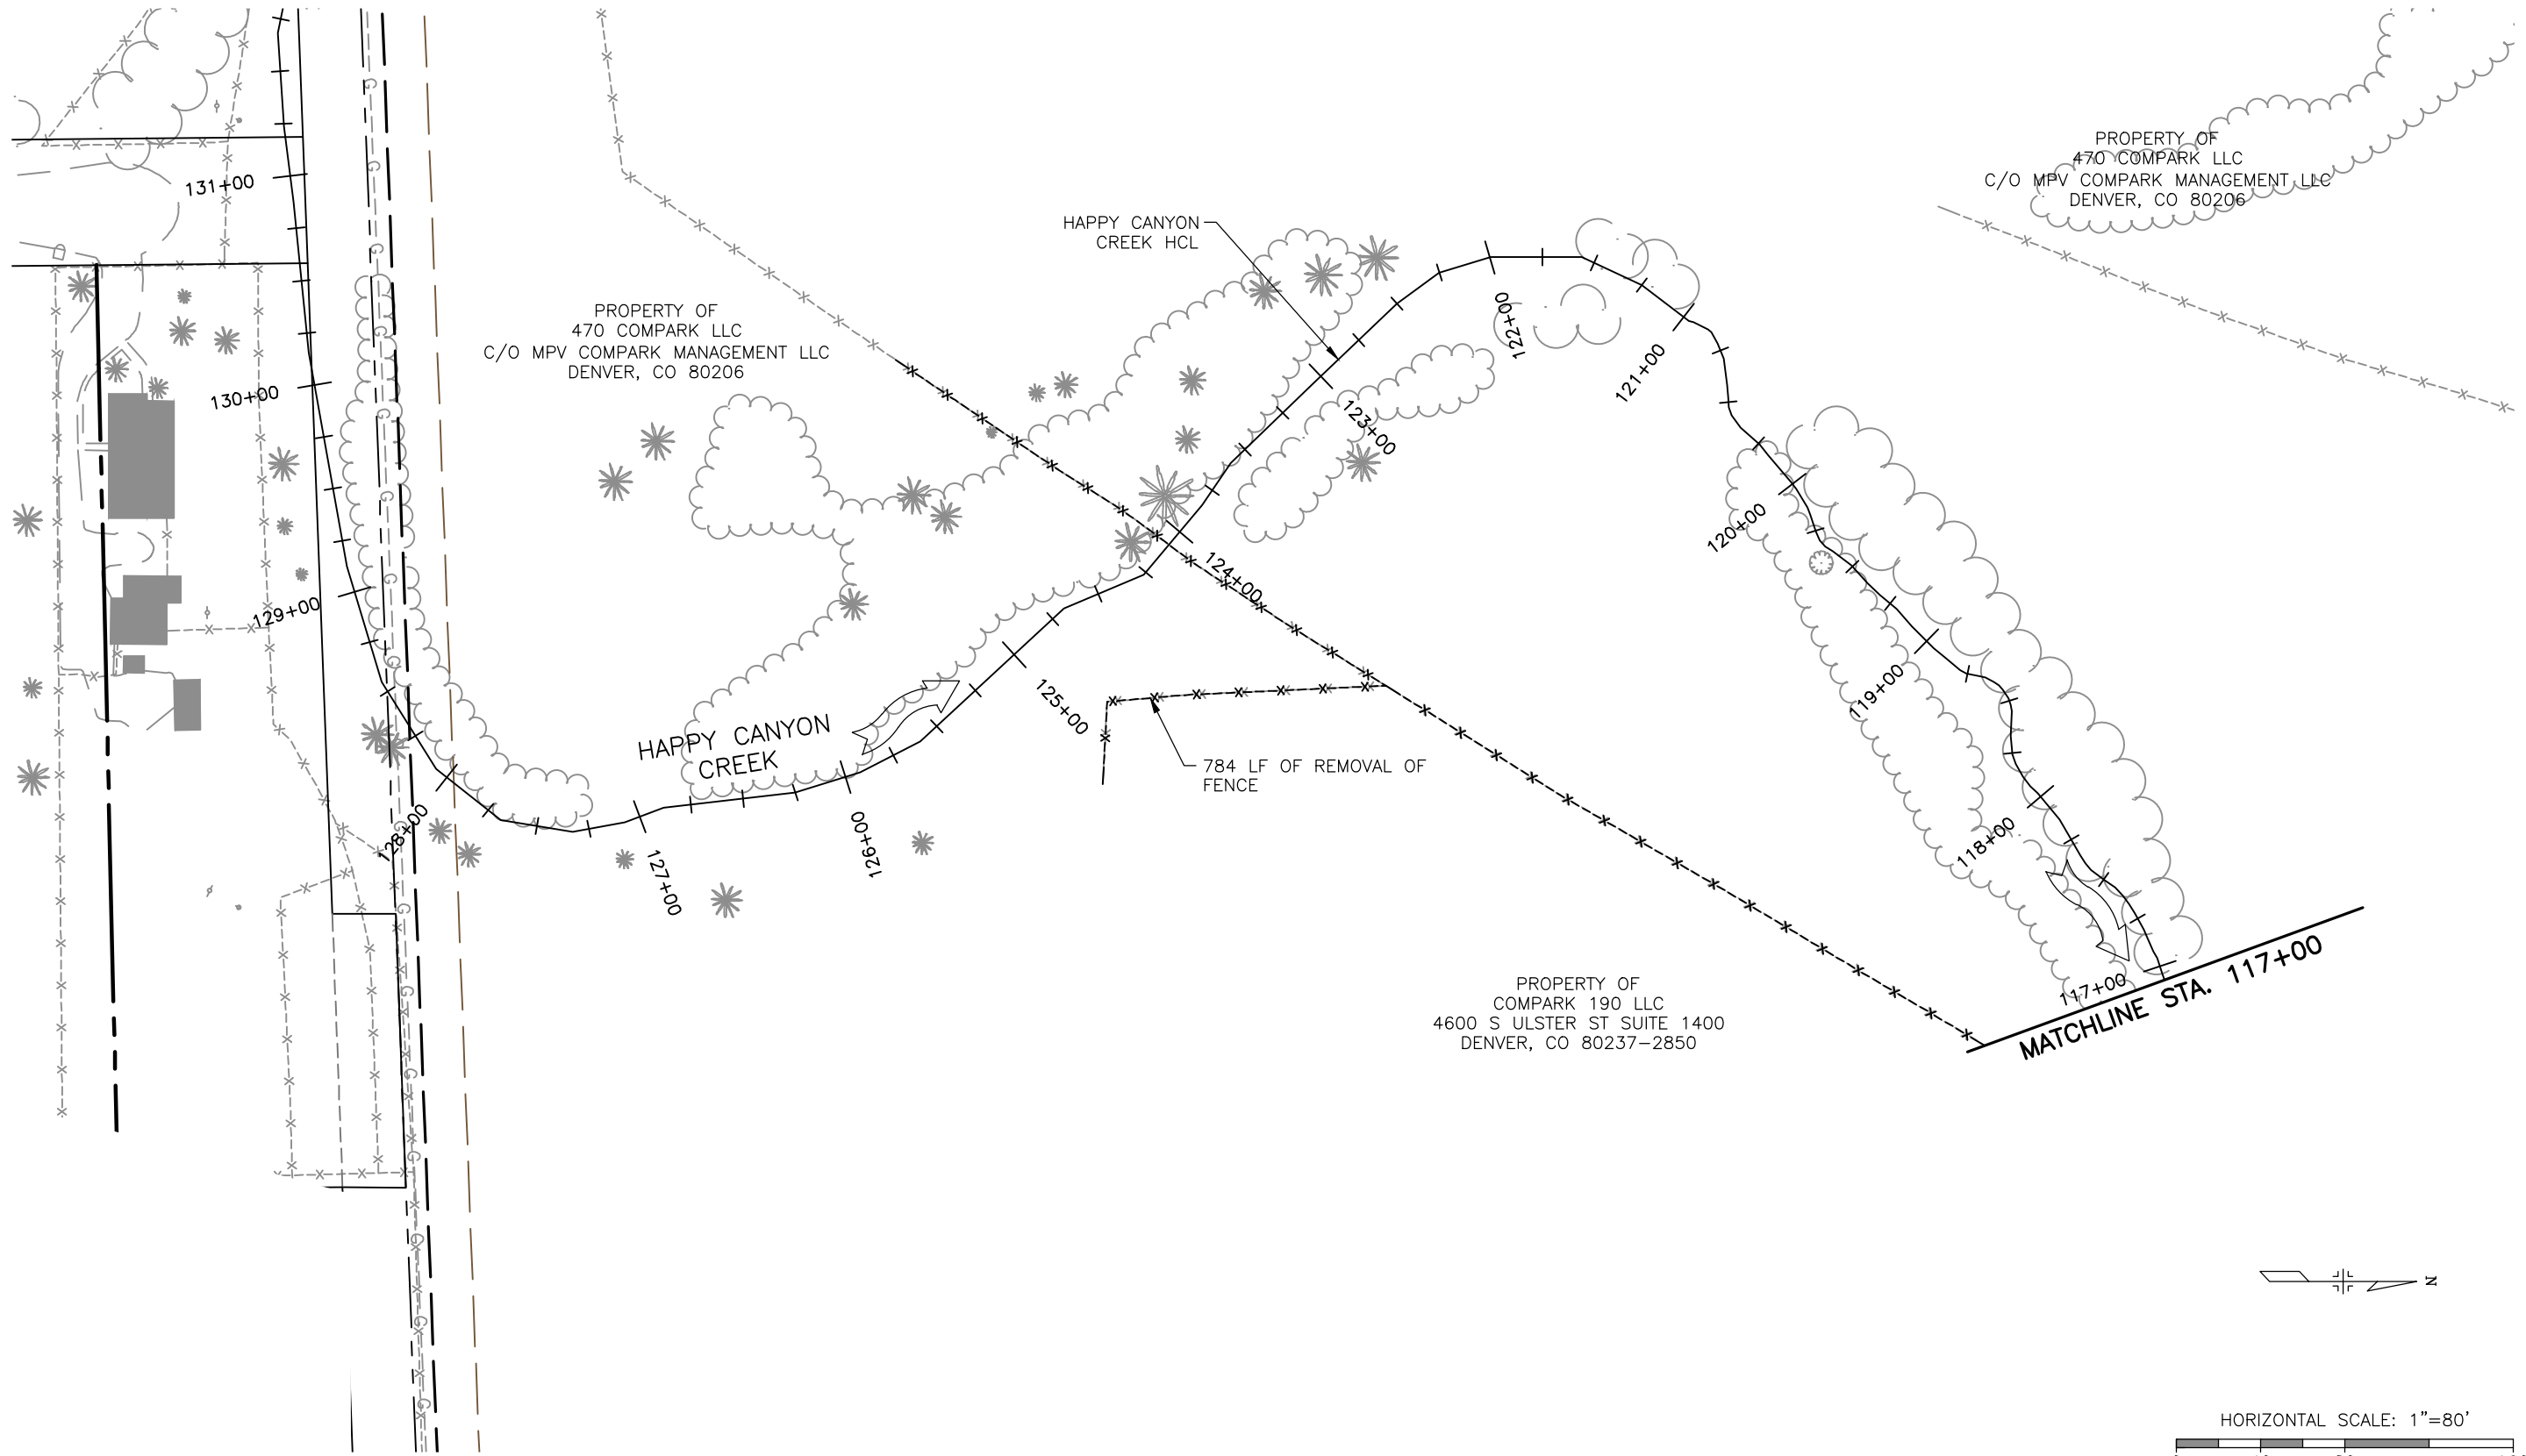 PROPERTY OF
470 COMPARK LLC
C/O MPV COMPARK MANAGEMENT LLC
DENVER, CO 80206
HAPPY CANYON
CREEK HCL
131+00
PROPERTY OF
470 COMPARK LLC
C/O MPV COMPARK MANAGEMENT LLC
DENVER, CO 80206
122+00
121+00
130+00
123+00
120+00
124+00
129+00
119+00
125+00
HAPPY CANYON
CREEK
784 LF OF REMOVAL OF
FENCE
128+00
126+00
127+00
118+00
117+00
MATCHLINE STA. 117+00
PROPERTY OF
COMPARK 190 LLC
4600 S ULSTER ST SUITE 1400
DENVER, CO 80237-2850
N
HORIZONTAL SCALE: 1"=80'